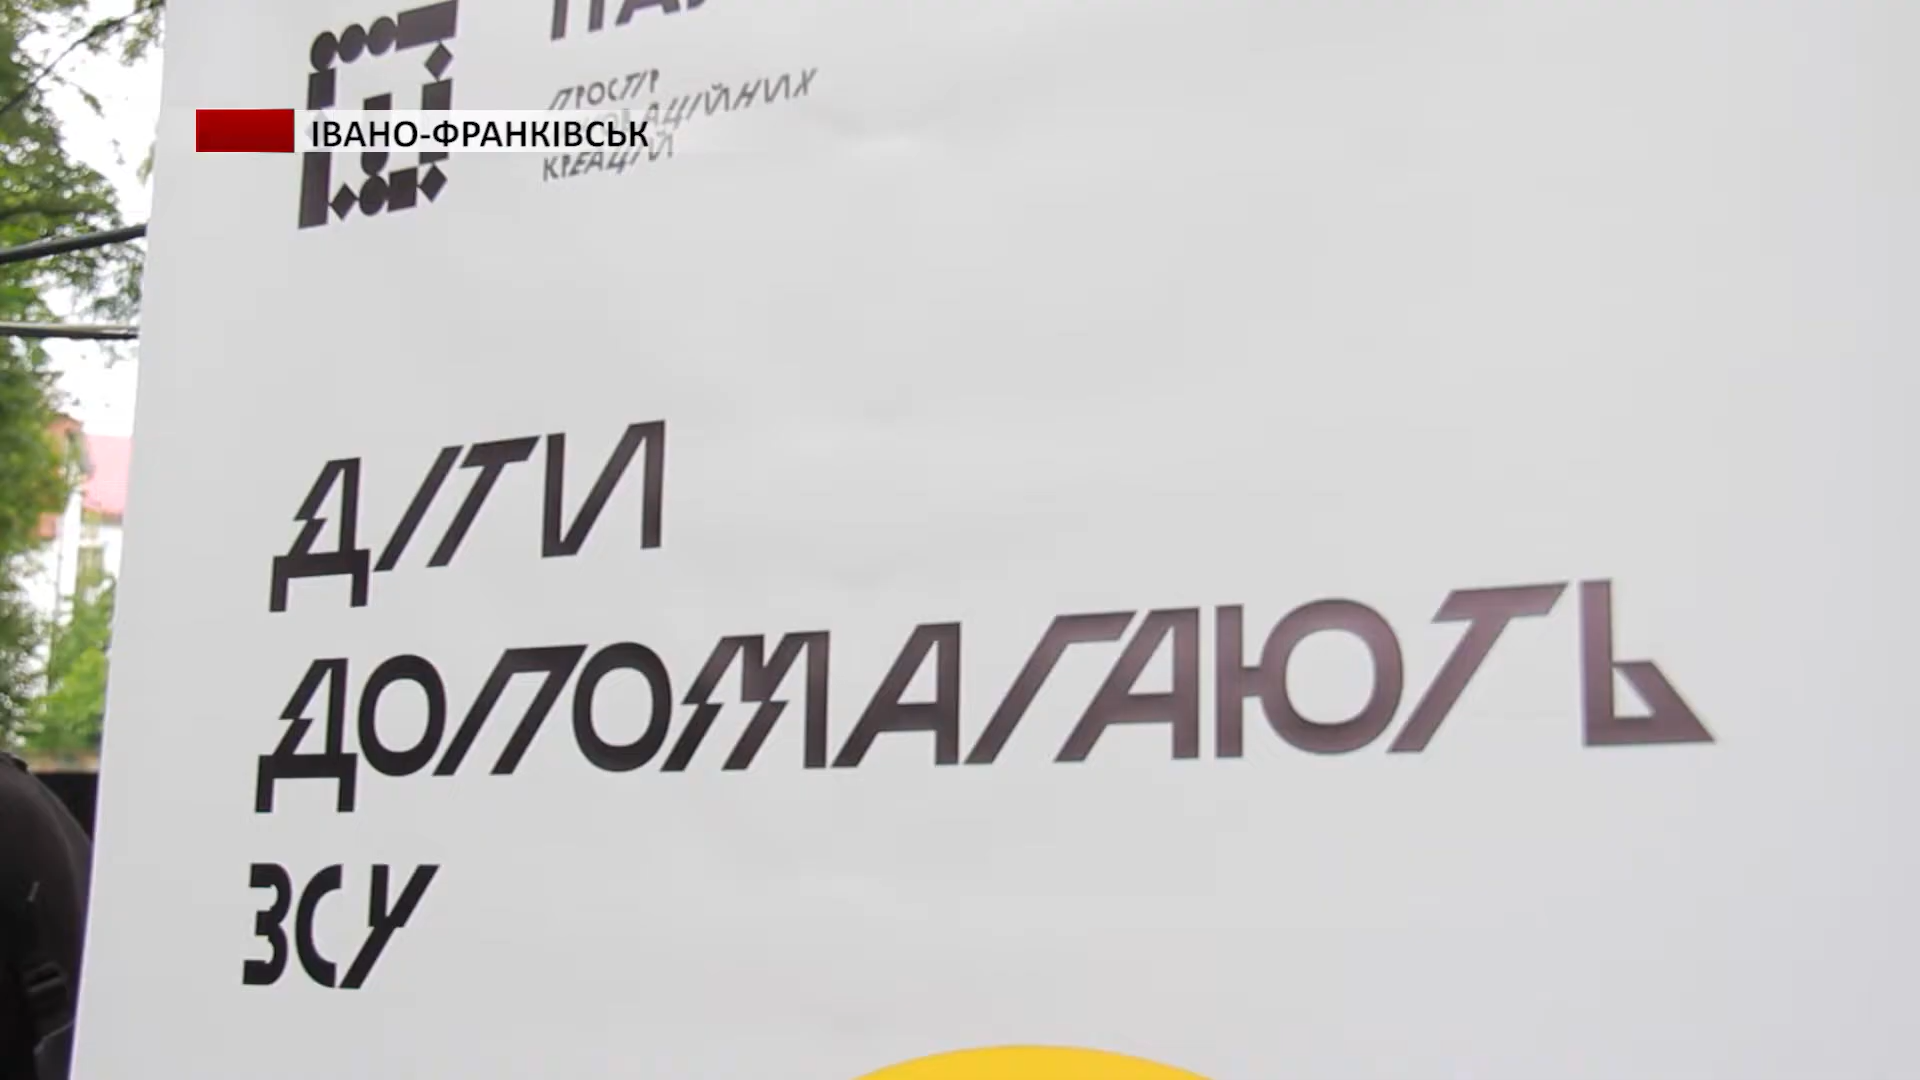 ПРОСТІР
КРЕАЦІЙ
ІВАНО-ФРАНКІВСЬК
ДІТИ
ДОПОМАГАЮТЬ
ЗСУ